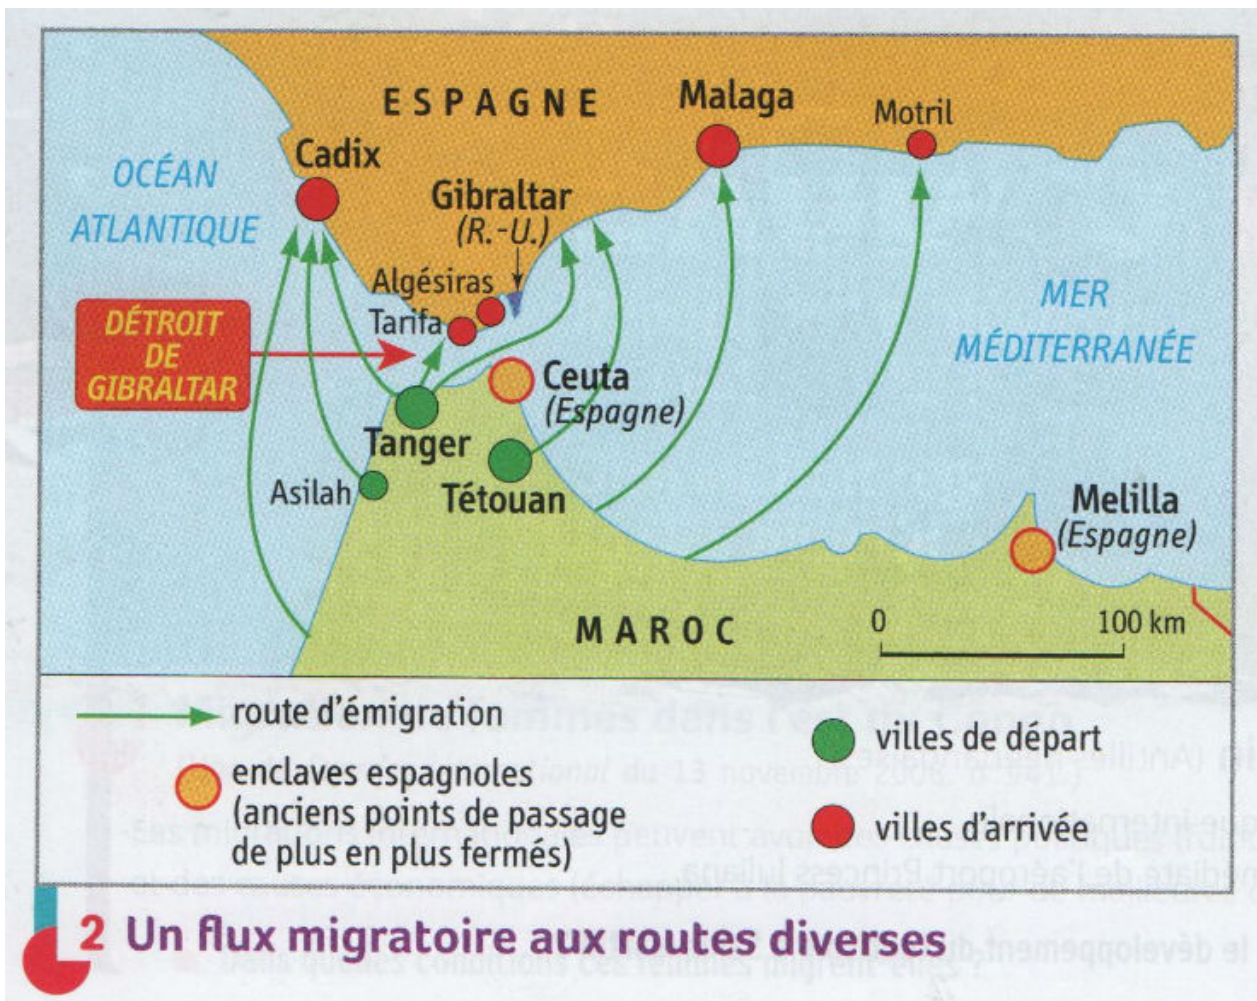 ESPAGNE
Malaga
Motril
Cadix
OCÉAN
ATLANTIQUE
Gibraltar
(R.-U.)
Algésiras
Tarifa
DÉTROIT
DE
GIBRALTAR
MER
MÉDITERRANÉE
Ceuta
(Espagne)
Tanger
Asilah
Tétouan
Melilla
(Espagne)
MAROC
0 100 km
route d'émigration
enclaves espagnoles
(anciens points de passage
de plus en plus fermés)
villes de départ
villes d'arrivée
2 Un flux migratoire aux routes diverses